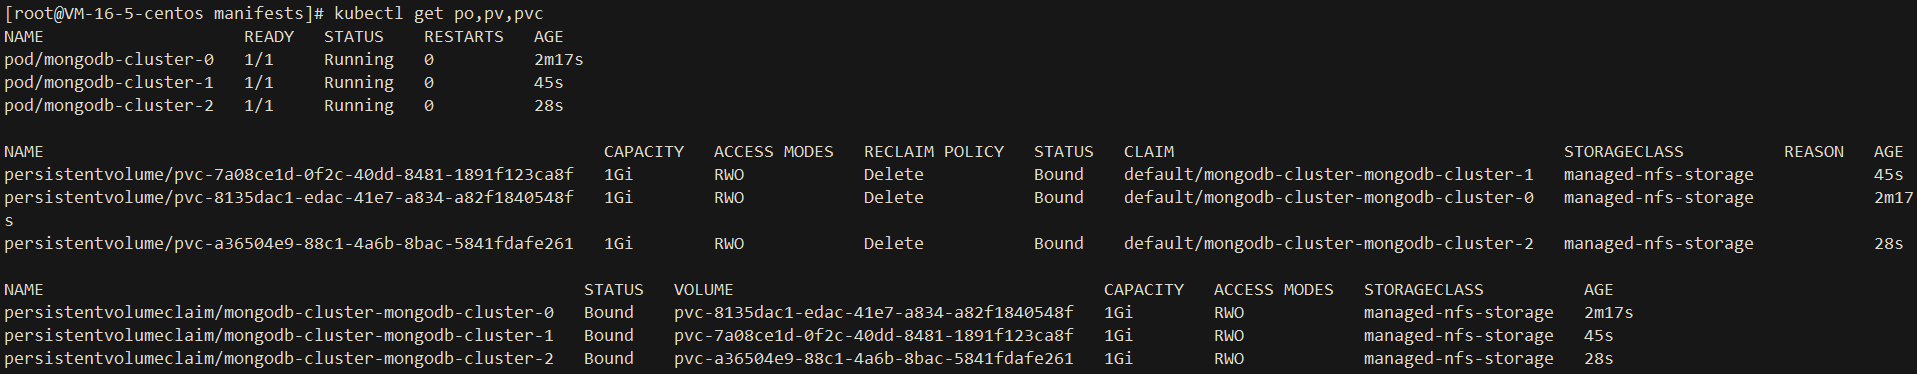 [root@VM-16-5-centos manifests]# kubectl get po,pv,pvc
NAME                    READY   STATUS    RESTARTS   AGE
pod/mongodb-cluster-0   1/1     Running   0          2m17s
pod/mongodb-cluster-1   1/1     Running   0          45s
pod/mongodb-cluster-2   1/1     Running   0          28s

NAME                                                        CAPACITY   ACCESS MODES   RECLAIM POLICY   STATUS   CLAIM                                       STORAGECLASS          REASON   AGE
persistentvolume/pvc-7a08ce1d-0f2c-40dd-8481-1891f123ca8f   1Gi        RWO            Delete           Bound    default/mongodb-cluster-mongodb-cluster-1   managed-nfs-storage            45s
persistentvolume/pvc-8135dac1-edac-41e7-a834-a82f1840548f   1Gi        RWO            Delete           Bound    default/mongodb-cluster-mongodb-cluster-0   managed-nfs-storage            2m17
s
persistentvolume/pvc-a36504e9-88c1-4a6b-8bac-5841fdafe261   1Gi        RWO            Delete           Bound    default/mongodb-cluster-mongodb-cluster-2   managed-nfs-storage            28s

NAME                                                      STATUS   VOLUME                                     CAPACITY   ACCESS MODES   STORAGECLASS          AGE
persistentvolumeclaim/mongodb-cluster-mongodb-cluster-0   Bound    pvc-8135dac1-edac-41e7-a834-a82f1840548f   1Gi        RWO            managed-nfs-storage   2m17s
persistentvolumeclaim/mongodb-cluster-mongodb-cluster-1   Bound    pvc-7a08ce1d-0f2c-40dd-8481-1891f123ca8f   1Gi        RWO            managed-nfs-storage   45s
persistentvolumeclaim/mongodb-cluster-mongodb-cluster-2   Bound    pvc-a36504e9-88c1-4a6b-8bac-5841fdafe261   1Gi        RWO            managed-nfs-storage   28s